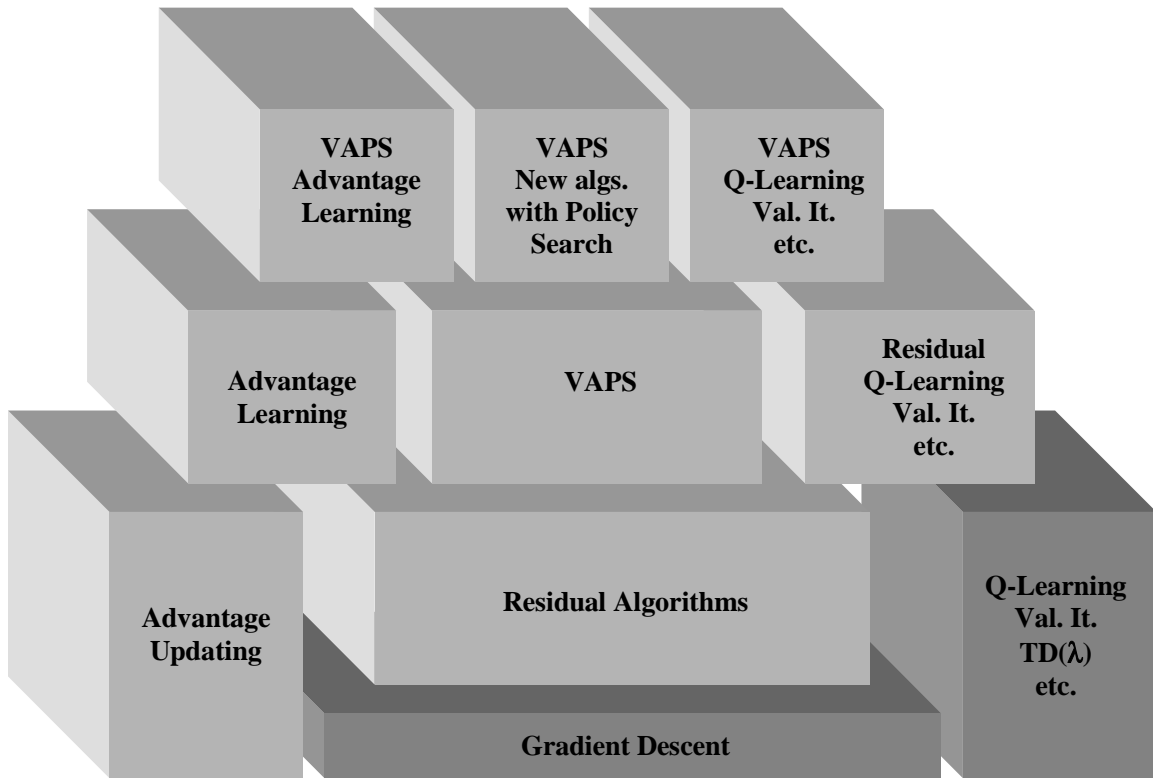 VAPS
Advantage
Learning
VAPS
New algs.
with Policy
Search
VAPS
Q-Learning
Val. It.
etc.
Advantage
Learning
VAPS
Residual
Q-Learning
Val. It.
etc.
Advantage
Updating
Residual Algorithms
Q-Learning
Val. It.
TD(λ)
etc.
Gradient Descent